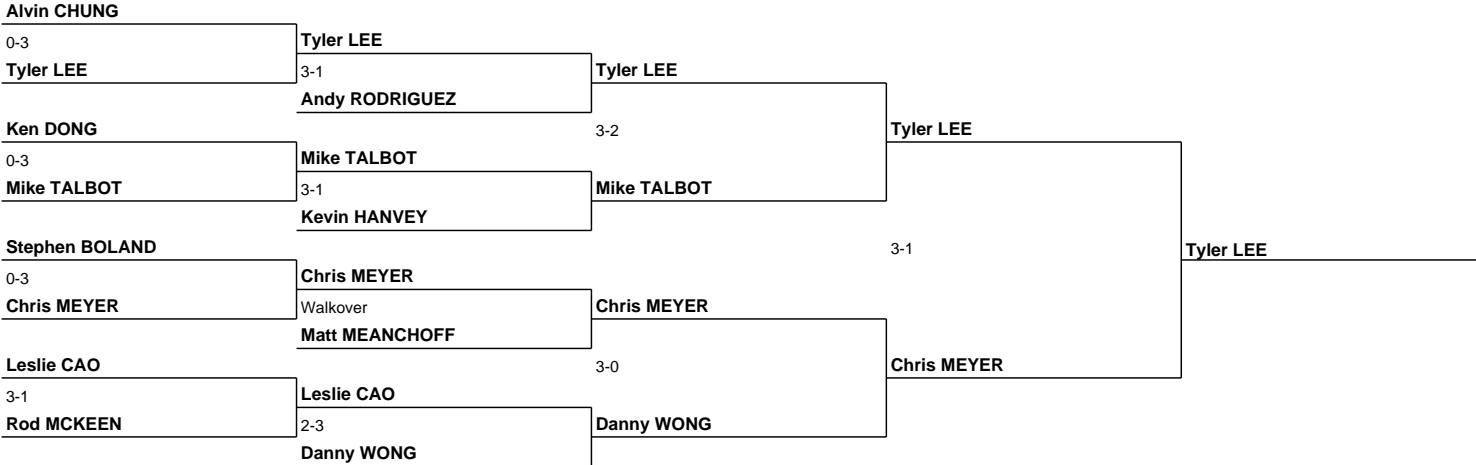 Alvin CHUNG
0-3
Tyler LEE
Tyler LEE
Tyler LEE
3-1
Andy RODRIGUEZ
Ken DONG
3-2
Tyler LEE
0-3
Mike TALBOT
Mike TALBOT
3-1
Mike TALBOT
Kevin HANVEY
Stephen BOLAND
3-1
Tyler LEE
0-3
Chris MEYER
Chris MEYER
Walkover
Chris MEYER
Matt MEANCHOFF
Leslie CAO
3-0
Chris MEYER
3-1
Leslie CAO
Rod MCKEEN
2-3
Danny WONG
Danny WONG